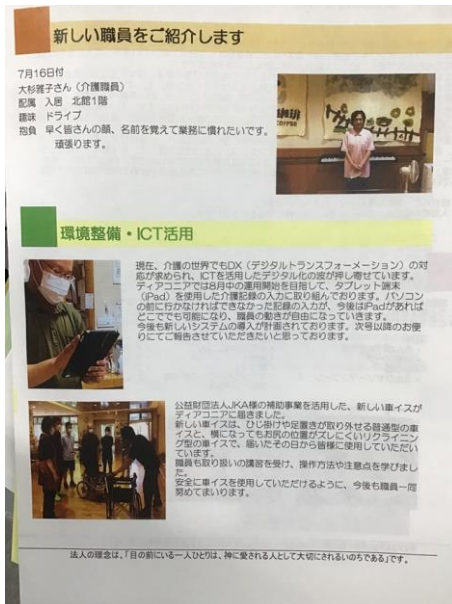 新しい職員をご紹介します
7月16日付
大杉雅子さん（介護職員）
配属　入居　北館1階
趣味　ドライブ
抱負　早く皆さんの顔、名前を覚えて業務に慣れたいです。
頑張ります。
環境整備・ICT活用
現在、介護の世界でもDX（デジタルトランスフォーメーション）の対
応が求められ、ICTを活用したデジタル化の波が押し寄せています。
ディアコニアでは8月中の運用開始を目指して、タブレット端末
（iPad）を使用した介護記録の入力に取り組んでおります。パソコン
の前に行かなければできなかった記録の入力が、今後はiPadがあれば
どこででも可能になり、職員の動きが自由になっていきます。
今後も新しいシステムの導入が計画されております。次号以降のお便
りにてご報告させていただきたいと思っております。
公益財団法人JKA様の補助事業を活用した、新しい車イスが
ディアコニアに届きました。
新しい車イスは、ひじ掛けや足置きが取り外せる普通型の車
イスと、横になってもお尻の位置がズレにくいリクライニン
グ型の車イスで、届いたその日から皆様に使用していただい
ています。
職員も取り扱いの講習を受け、操作方法や注意点を学びまし
た。
安全に車イスを使用していただけるように、今後も職員一同
努めてまいります。
法人の理念は、「目の前にいる一人ひとりは、神に愛される人として大切にされるいのちである」です。